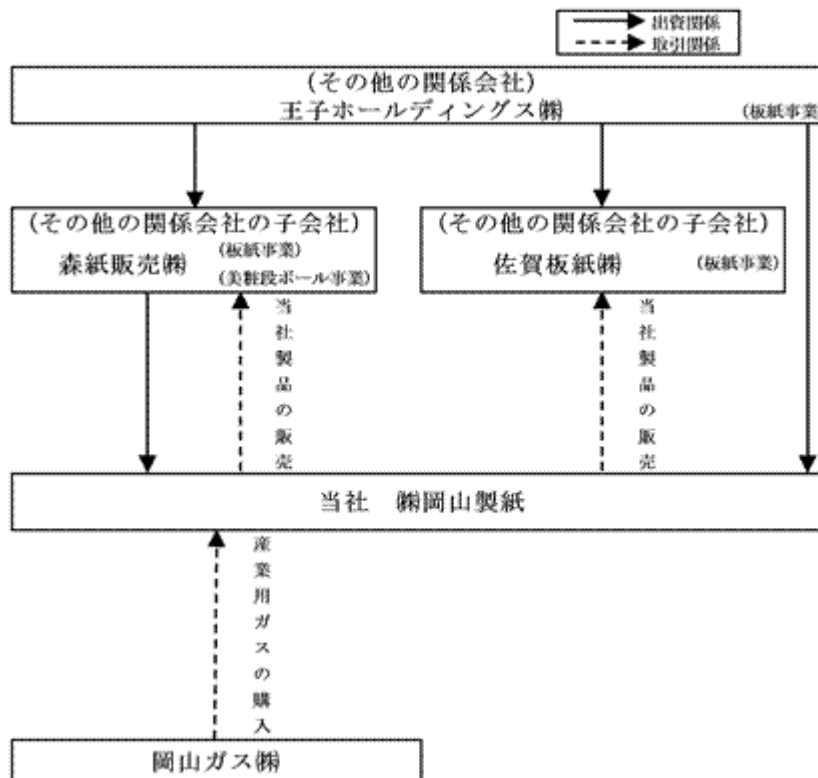 出資関係
取引関係
(その他の関係会社)
王子ホールディングス㈱
(板紙事業
(その他の関係会社の子会社)
森紙販売㈱
(板紙事業)
(美粧段ボール事業)
(その他の関係会社の子会社)
佐賀板紙㈱
(板紙事業)
当社製品の販売
当社製品の販売
当社 ㈱岡山製紙
産業用ガスの購入
岡山ガス㈱